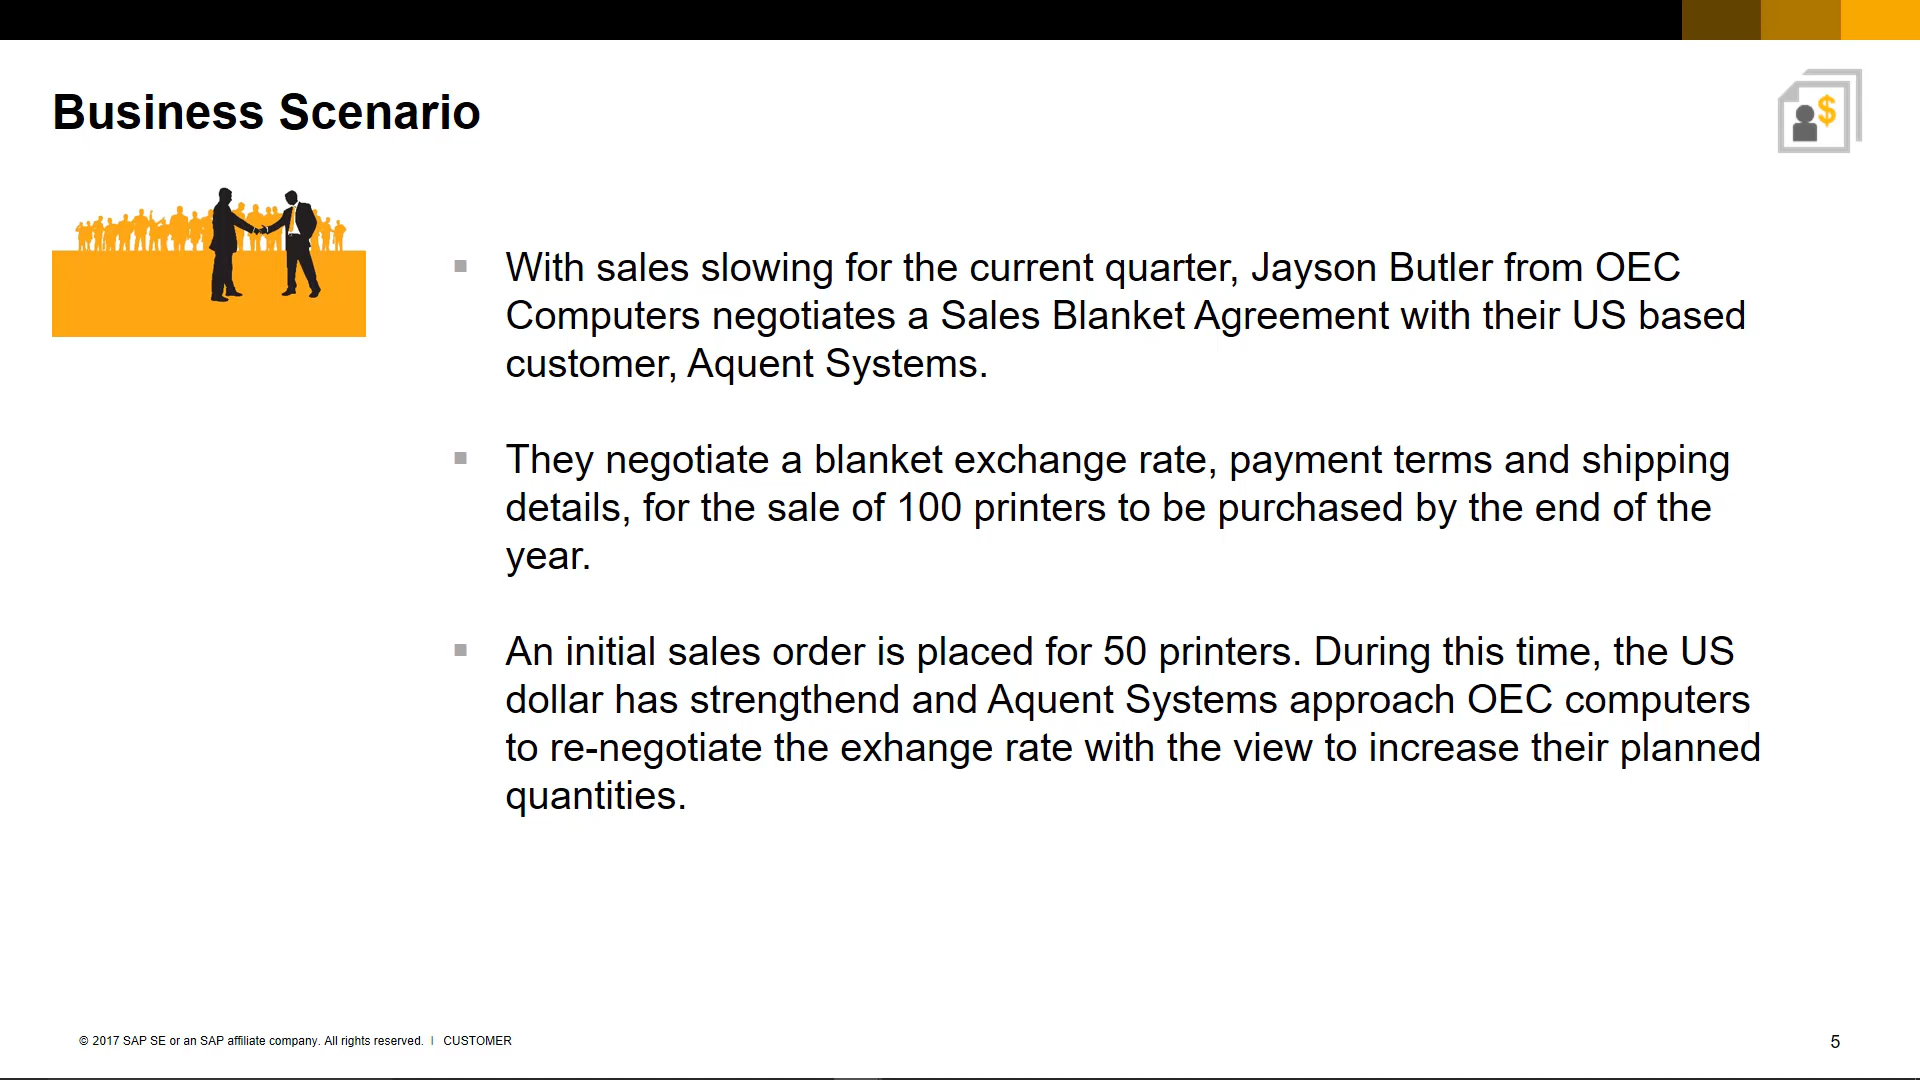 Business Scenario
$
▪ With sales slowing for the current quarter, Jayson Butler from OEC
Computers negotiates a Sales Blanket Agreement with their US based
customer, Aquent Systems.
▪ They negotiate a blanket exchange rate, payment terms and shipping
details, for the sale of 100 printers to be purchased by the end of the
year.
▪ An initial sales order is placed for 50 printers. During this time, the US
dollar has strengthend and Aquent Systems approach OEC computers
to re-negotiate the exhange rate with the view to increase their planned
quantities.
© 2017 SAP SE or an SAP affiliate company. All rights reserved. | CUSTOMER
5